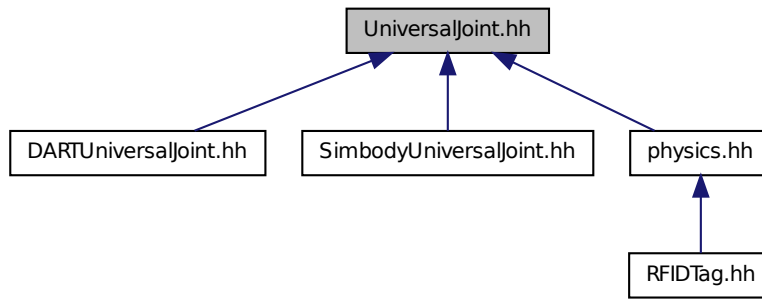 UniversalJoint.hh
DARTUniversalJoint.hh
SimbodyUniversalJoint.hh
physics.hh
RFIDTag.hh